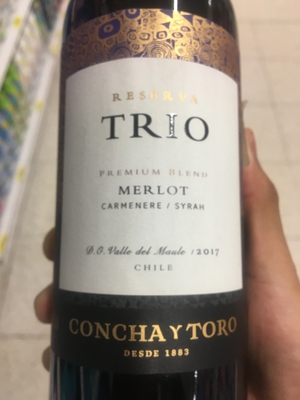 RESERVA
TRIO
PREMIUM BLEND
MERLOT
CARMENERE / SYRAH
D.O. Valle del Maule / 2017
CHILE
CONCHA Y TORO
DESDE 1883